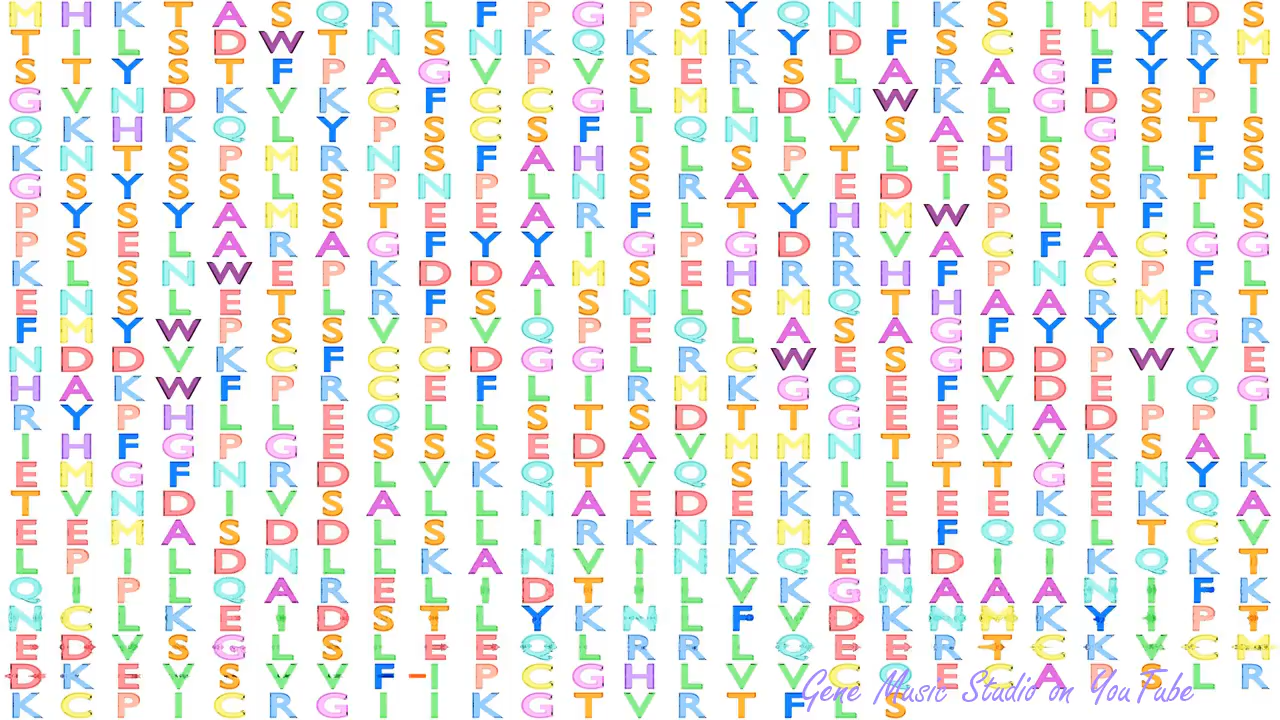 M H K T A S Q R L F P G P S Y Q N I S I M E D S
T I L S D W T N S N K Q K M K Y D F S C E L Y R M
S T Y S T F P A G V P V S E R S L A R A G F Y Y T
G V N D K V K C F C C G L M L D N W K L G D S P I
Q K H K Q L Y P S C S F I Q N L V S A S L G S T S
K N T S P M R N S F A H S L S P T L E H S S L F S
G S Y S S L S P N P L N S R A V E D I S S S R T N
P Y S Y A M S T E E A R F L T Y H M W P L T F L S
P S E L A R A G F Y Y I G P G D R V A C F A C G G
K L S N W E P K D D A M S E H R R H F P N C P F L
E N S L E T L R F S I S N L S M Q T H A A R M R T
F M Y W P S S V P V Q P E Q L A S A G F Y Y V G R
N D D V K C F C C D G G L R C W E S G D D P W V E
H A K W F P R C E F L I R M K G Q E F V D E I Q G
R Y P H L L E Q L L S T S D T T G E E N A D P P I
I H F G P G E S S S E D A V M M N T E V V K S A L
E M G F N R D L V K Q T V Q S K I L T T G E N Y K
T V N D I V S A L L N A E D E K R E T E K E K Q A
E E M A S D D L S L I R K N R M A L F Q Q L T C V
L P I L D N L L K A N V I N K Q E H D I I K Q K T
Q I P L Q A R E L I D T I L V K G N A A A L I F K
N C L K E I D S T L Y K N L F V D K N M K Y I P T
E D V S G L S L E E Q L R R L Q E E R T C K V C M
D K E V S V V F I P C G H L V V C Q E C A P S L R
K C P I C R G I I K G T V R T F L S
Gene Music Studio on YouTube